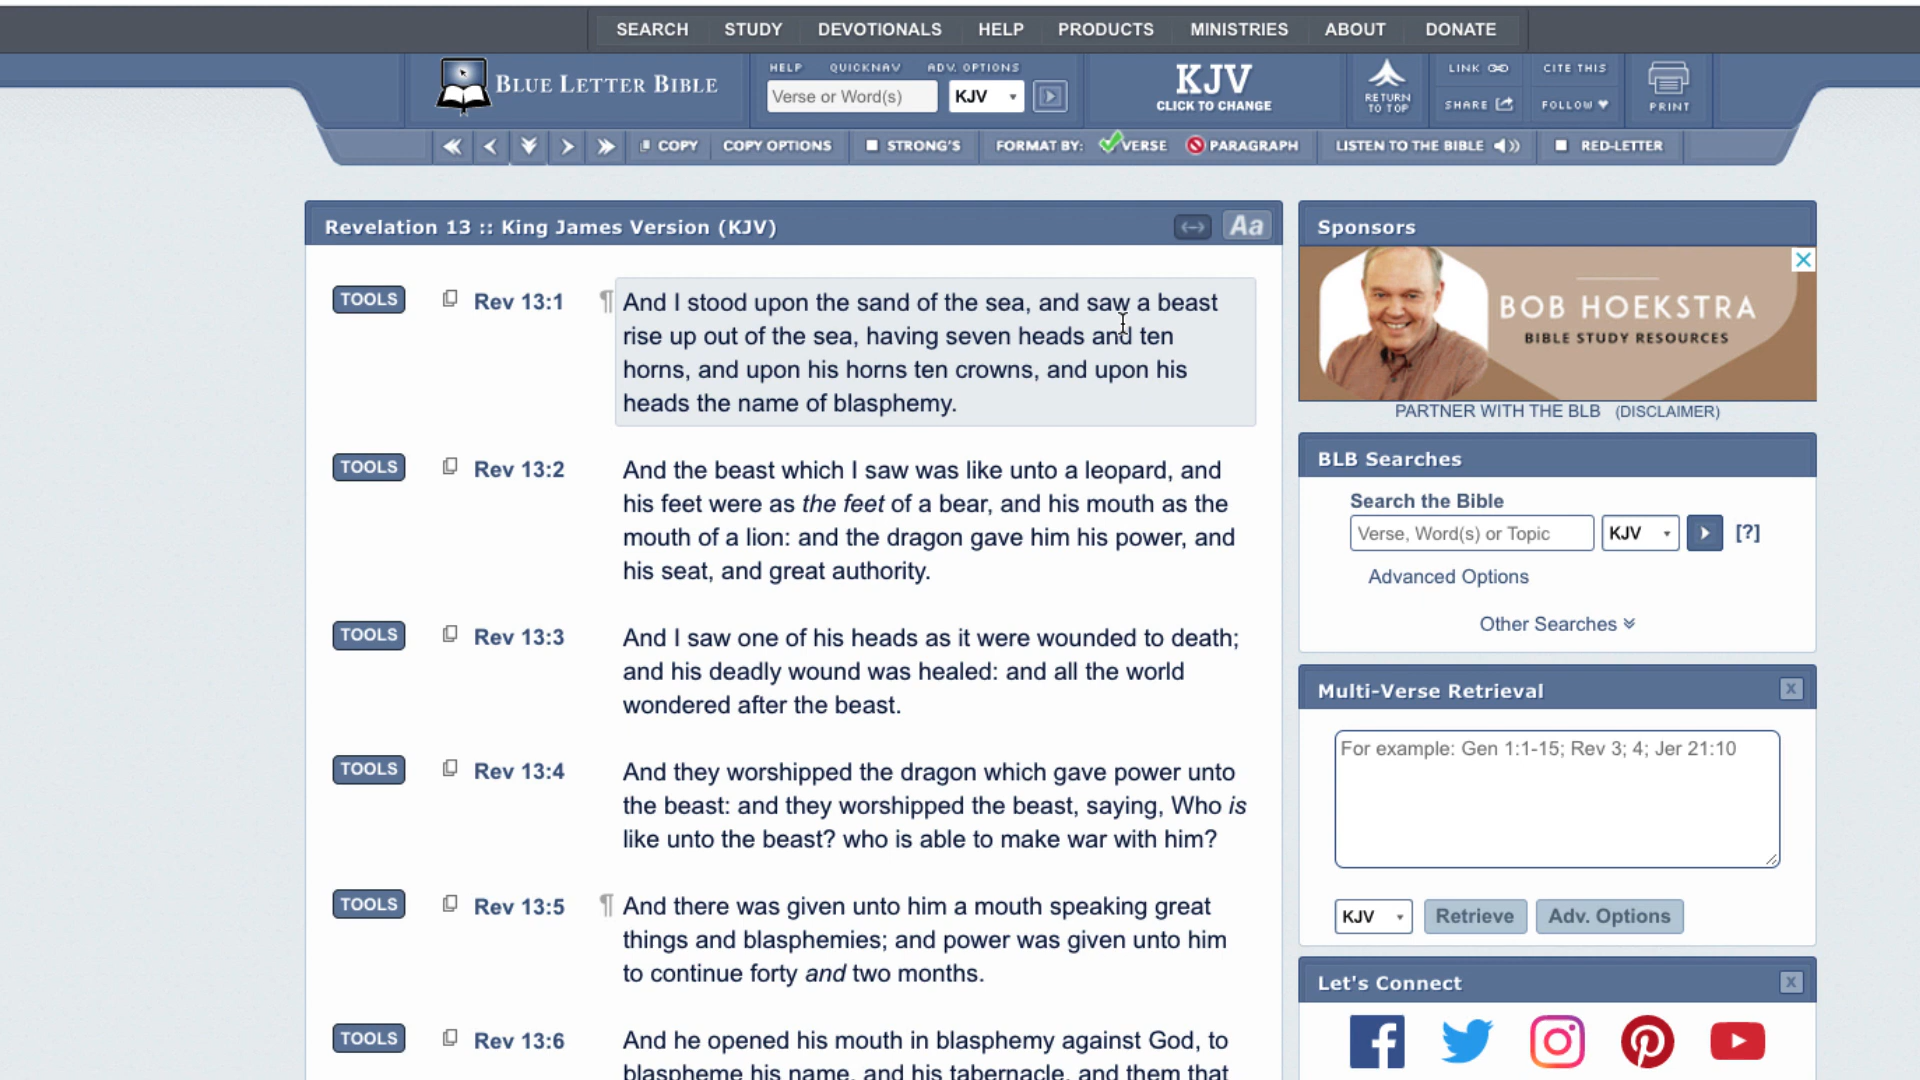 SEARCH STUDY DEVOTIONALS HELP PRODUCTS MINISTRIES ABOUT DONATE
BLUE LETTER BIBLE
HELP QUICKNAV ADV. OPTIONS
Verse or Word(s) KJV
KJV
CLICK TO CHANGE
RETURN
TO TOP
LINK CITE THIS
SHARE FOLLOW
PRINT
COPY COPY OPTIONS STRONG'S FORMAT BY: VERSE PARAGRAPH LISTEN TO THE BIBLE RED-LETTER
Revelation 13 :: King James Version (KJV) Aa
TOOLS Rev 13:1 ¶ And I stood upon the sand of the sea, and saw a beast
rise up out of the sea, having seven heads and ten
horns, and upon his horns ten crowns, and upon his
heads the name of blasphemy.
TOOLS Rev 13:2 And the beast which I saw was like unto a leopard, and
his feet were as the feet of a bear, and his mouth as the
mouth of a lion: and the dragon gave him his power, and
his seat, and great authority.
TOOLS Rev 13:3 And I saw one of his heads as it were wounded to death;
and his deadly wound was healed: and all the world
wondered after the beast.
TOOLS Rev 13:4 And they worshipped the dragon which gave power unto
the beast: and they worshipped the beast, saying, Who is
like unto the beast? who is able to make war with him?
TOOLS Rev 13:5 ¶ And there was given unto him a mouth speaking great
things and blasphemies; and power was given unto him
to continue forty and two months.
TOOLS Rev 13:6 And he opened his mouth in blasphemy against God, to
blaspheme his name, and his tabernacle, and them that
Sponsors
BOB HOEKSTRA
BIBLE STUDY RESOURCES
PARTNER WITH THE BLB (DISCLAIMER)
BLB Searches
Search the Bible
Verse, Word(s) or Topic KJV [?]
Advanced Options
Other Searches
Multi-Verse Retrieval X
For example: Gen 1:1-15; Rev 3; 4; Jer 21:10
KJV Retrieve Adv. Options
Let's Connect X